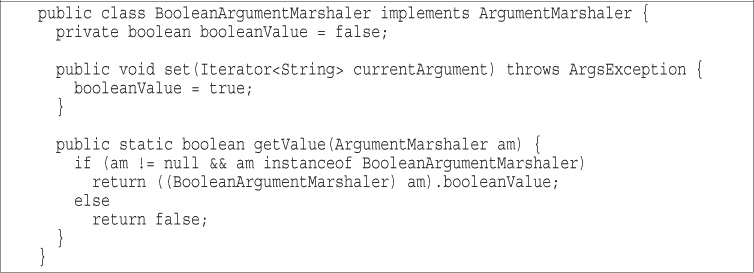 public class BooleanArgumentMarshaler implements ArgumentMarshaler {
  private boolean booleanValue = false;

  public void set(Iterator<String> currentArgument) throws ArgsException {
    booleanValue = true;
  }

  public static boolean getValue(ArgumentMarshaler am) {
    if (am != null && am instanceof BooleanArgumentMarshaler)
      return ((BooleanArgumentMarshaler) am).booleanValue;
    else
      return false;
  }
}